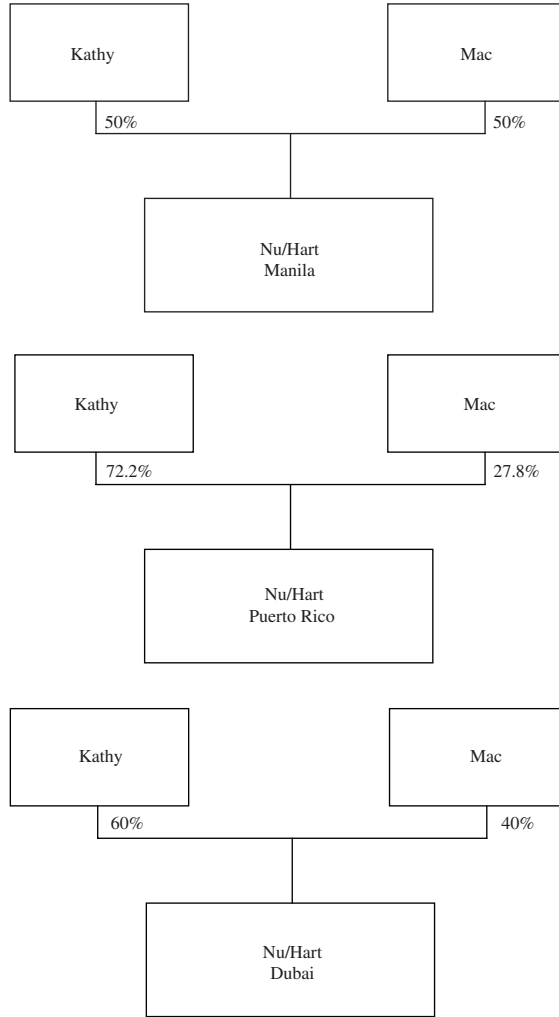 Kathy
Mac
50%
50%
Nu/Hart
Manila
Kathy
Mac
72.2%
27.8%
Nu/Hart
Puerto Rico
Kathy
Mac
60%
40%
Nu/Hart
Dubai